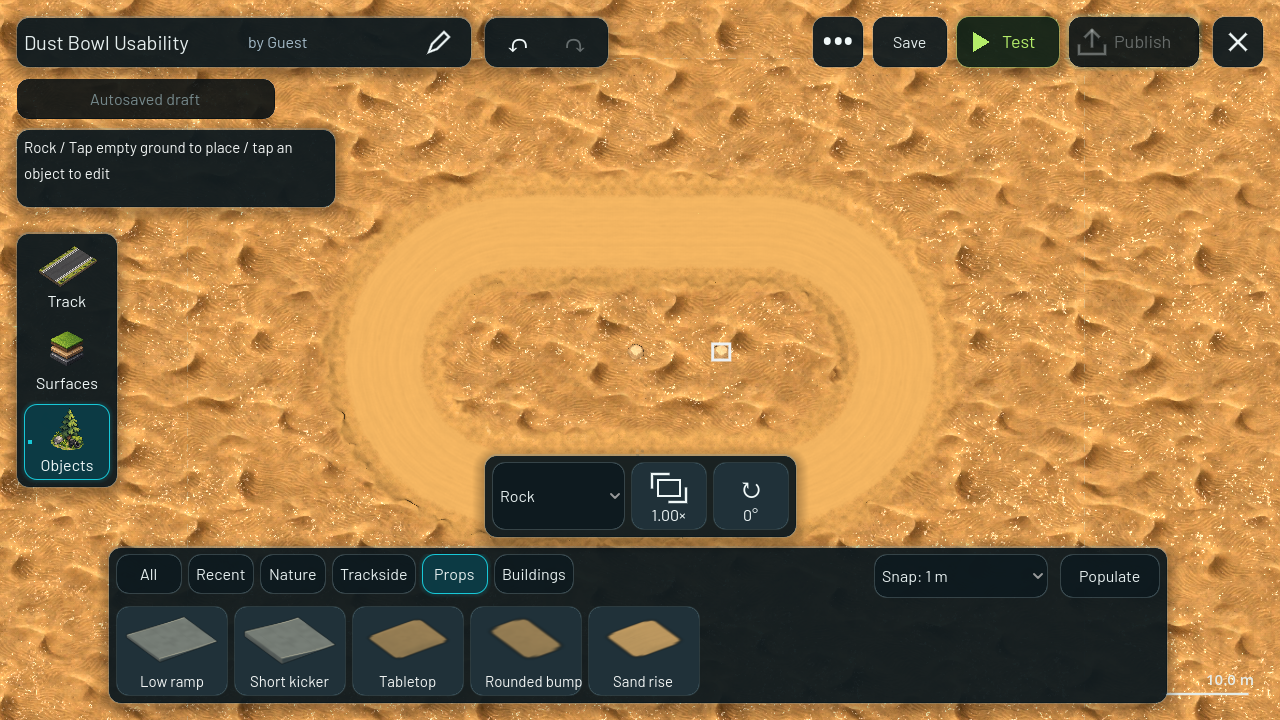 Dust Bowl Usability
by Guest
Save
Test
Publish
Autosaved draft
Rock / Tap empty ground to place / tap an
object to edit
Track
Surfaces
Objects
Rock
1.00×
0°
All
Recent
Nature
Trackside
Props
Buildings
Snap: 1 m
Populate
Low ramp
Short kicker
Tabletop
Rounded bump
Sand rise
10.0 m